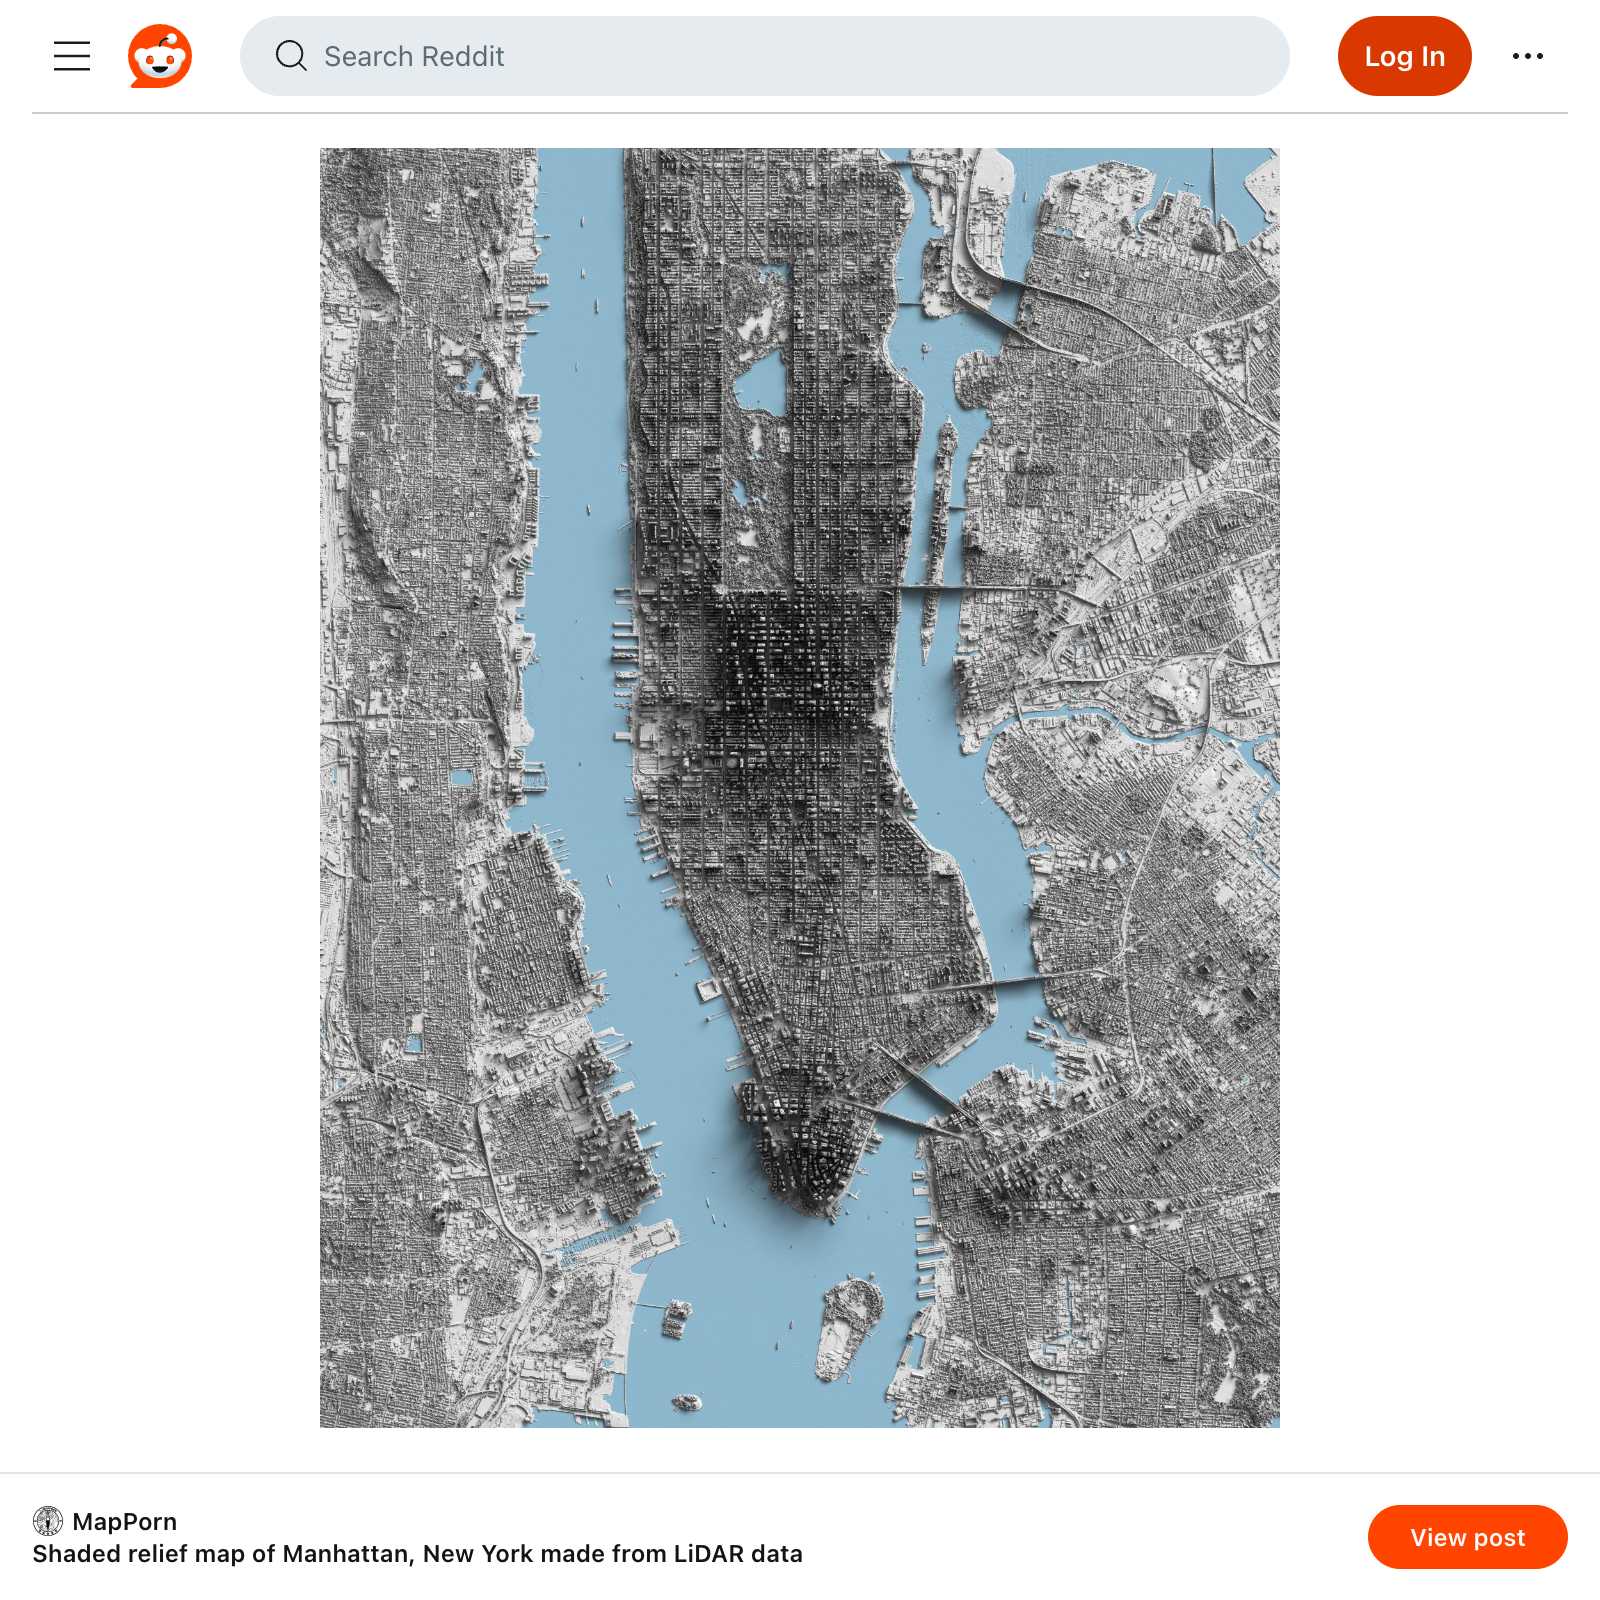 Search Reddit
Log In
MapPorn
Shaded relief map of Manhattan, New York made from LiDAR data
View post